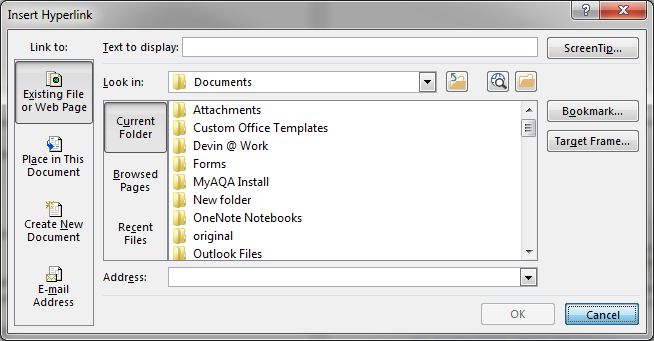 Insert Hyperlink
?
Link to:
Text to display:
ScreenTip...
Existing File
or Web Page
Look in:
Documents
Place in This
Document
Create New
Document
E-mail
Address
Current
Folder
Browsed
Pages
Recent
Files
Attachments
Custom Office Templates
Devin @ Work
Forms
MyAQA Install
New folder
OneNote Notebooks
original
Outlook Files
Bookmark...
Target Frame...
Address:
OK
Cancel